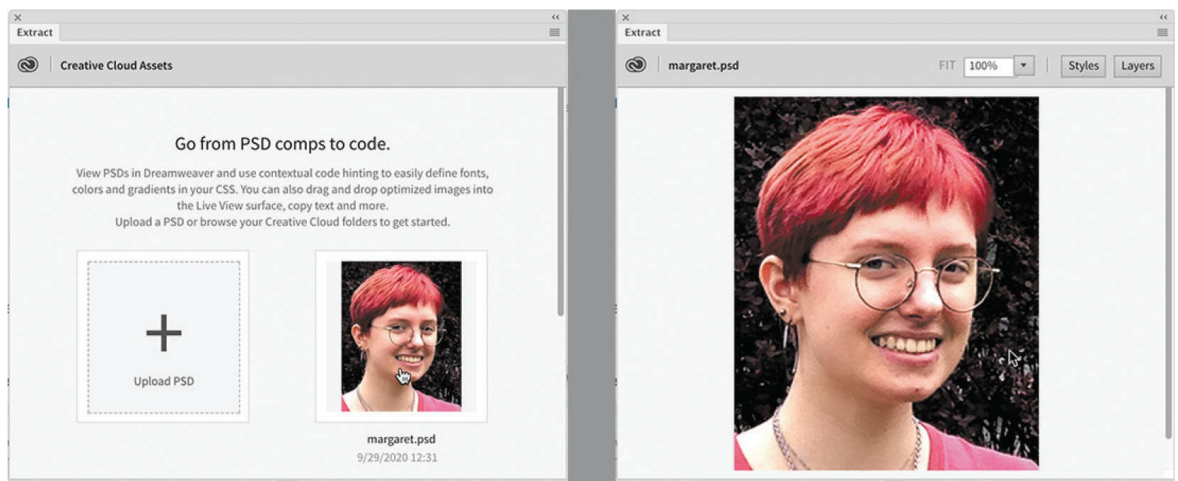 Extract
Creative Cloud Assets
Go from PSD comps to code.
View PSDs in Dreamweaver and use contextual code hinting to easily define fonts,
colors and gradients in your CSS. You can also drag and drop optimized images into
the Live View surface, copy text and more.
Upload a PSD or browse your Creative Cloud folders to get started.
Upload PSD
margaret.psd
9/29/2020 12:31
Extract
margaret.psd FIT 100% Styles Layers